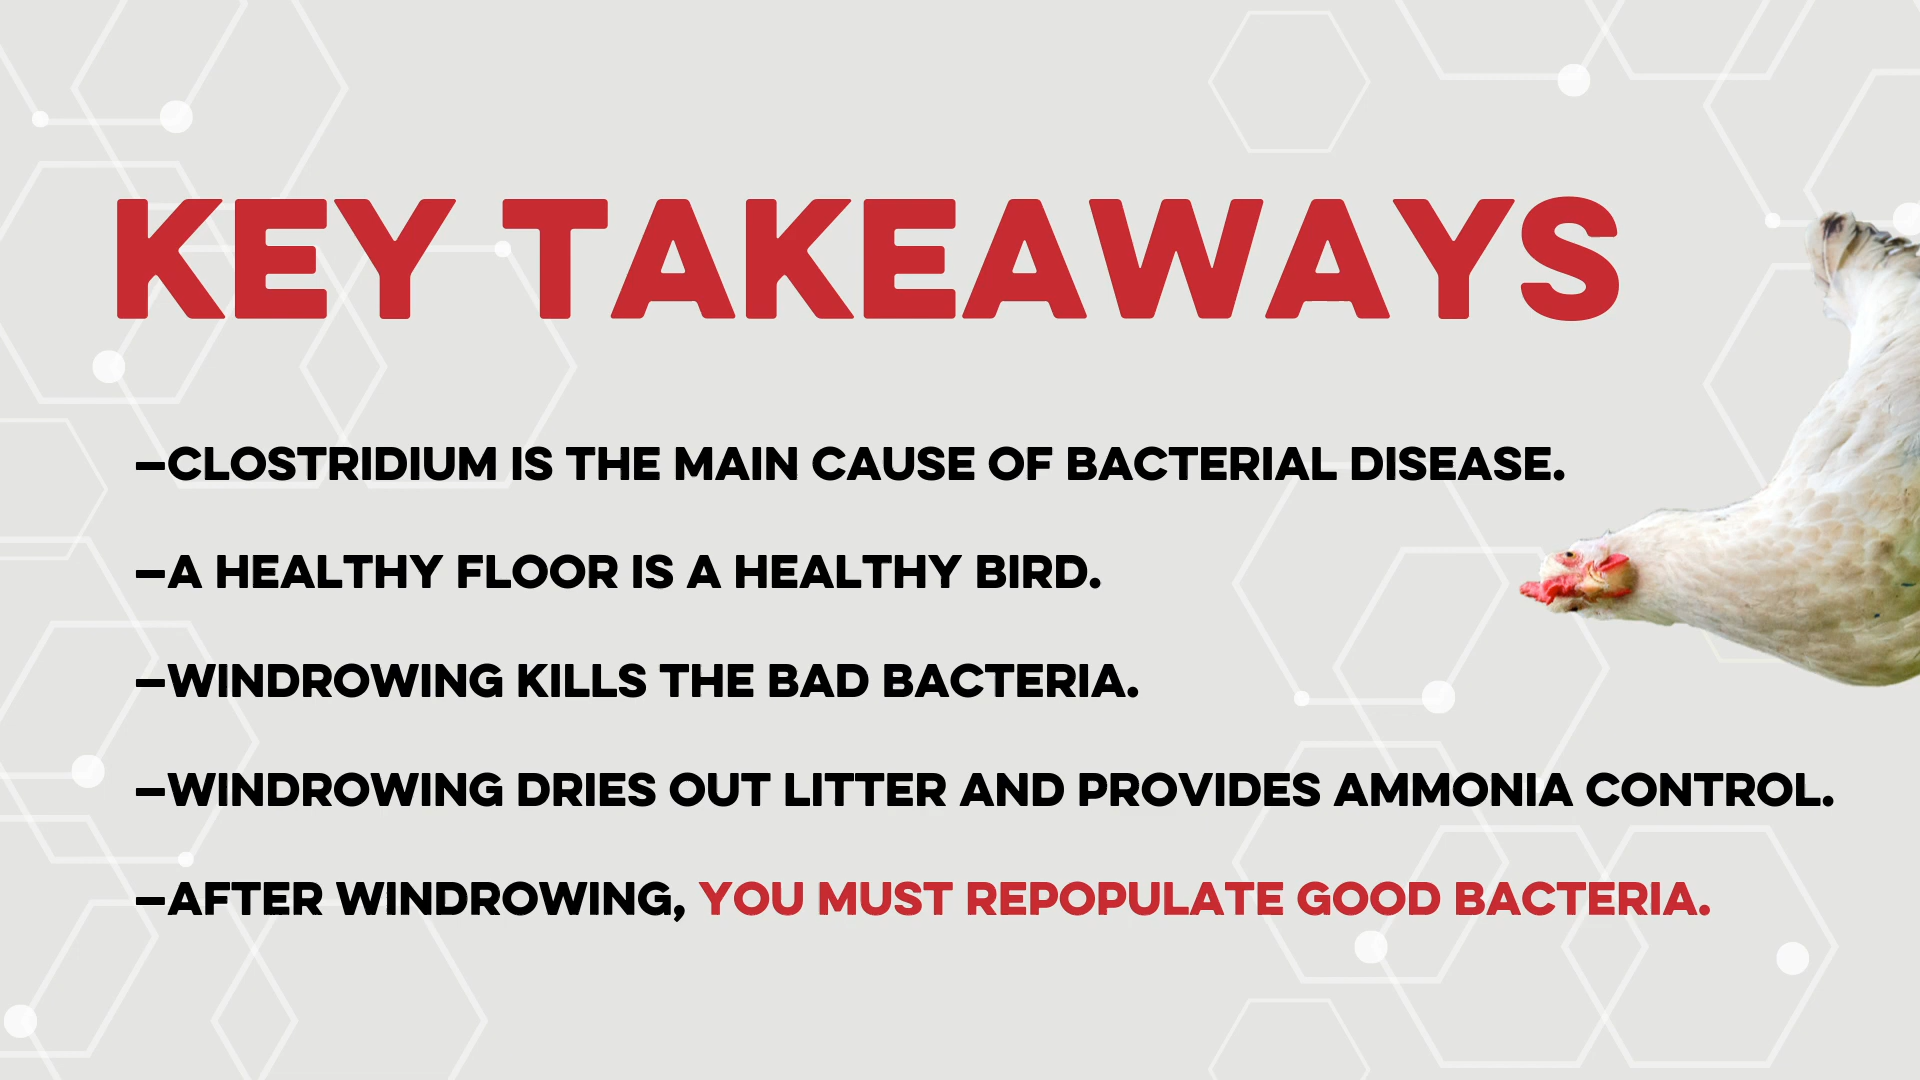 KEY TAKEAWAYS
–CLOSTRIDIUM IS THE MAIN CAUSE OF BACTERIAL DISEASE.
–A HEALTHY FLOOR IS A HEALTHY BIRD.
–WINDROWING KILLS THE BAD BACTERIA.
–WINDROWING DRIES OUT LITTER AND PROVIDES AMMONIA CONTROL.
–AFTER WINDROWING, YOU MUST REPOPULATE GOOD BACTERIA.